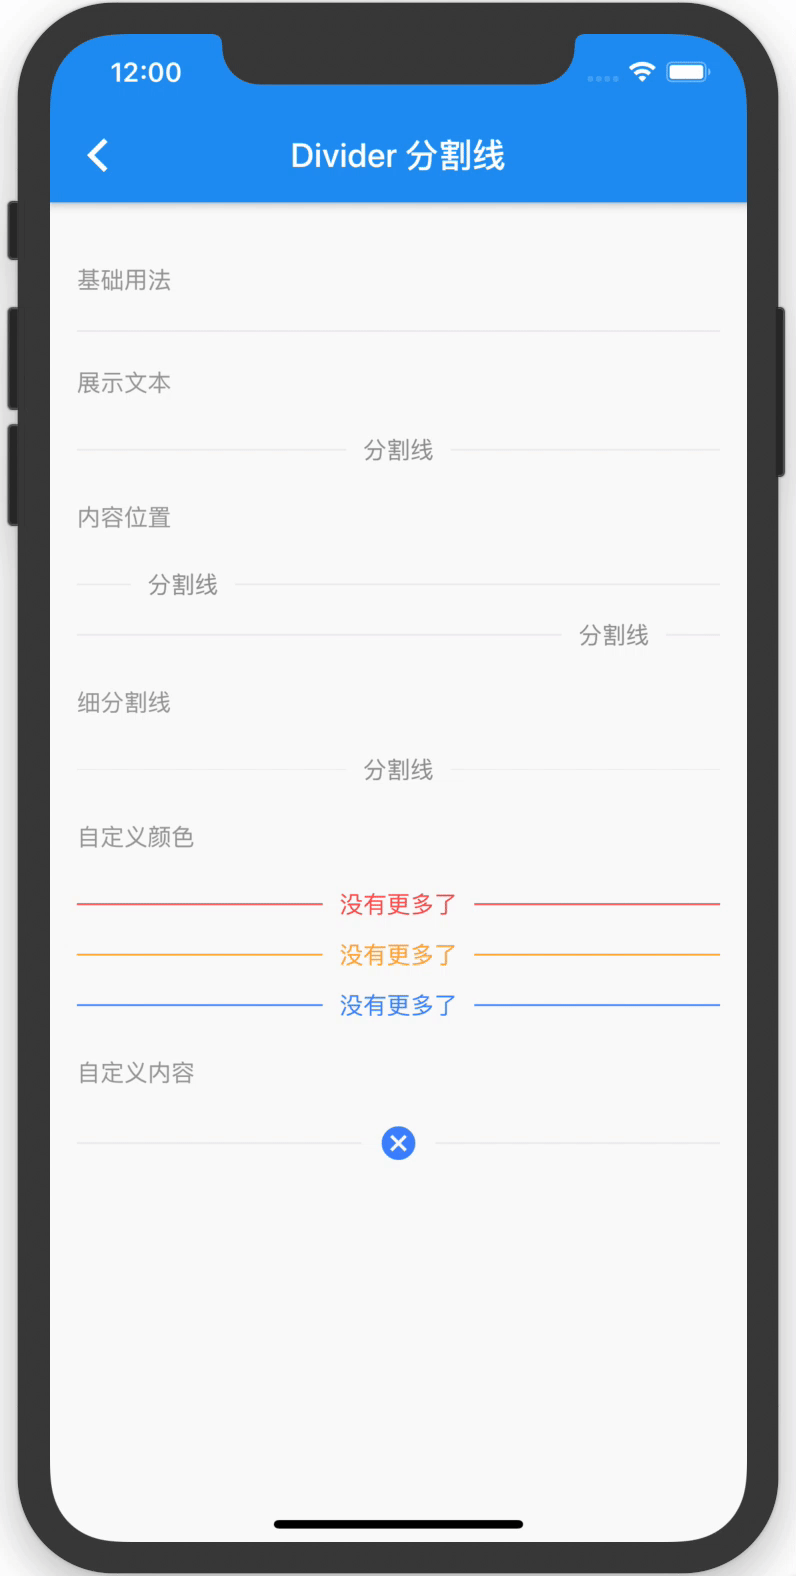 12:00
Divider 分割线
基础用法
展示文本
分割线
内容位置
分割线
分割线
细分割线
分割线
自定义颜色
没有更多了
没有更多了
没有更多了
自定义内容